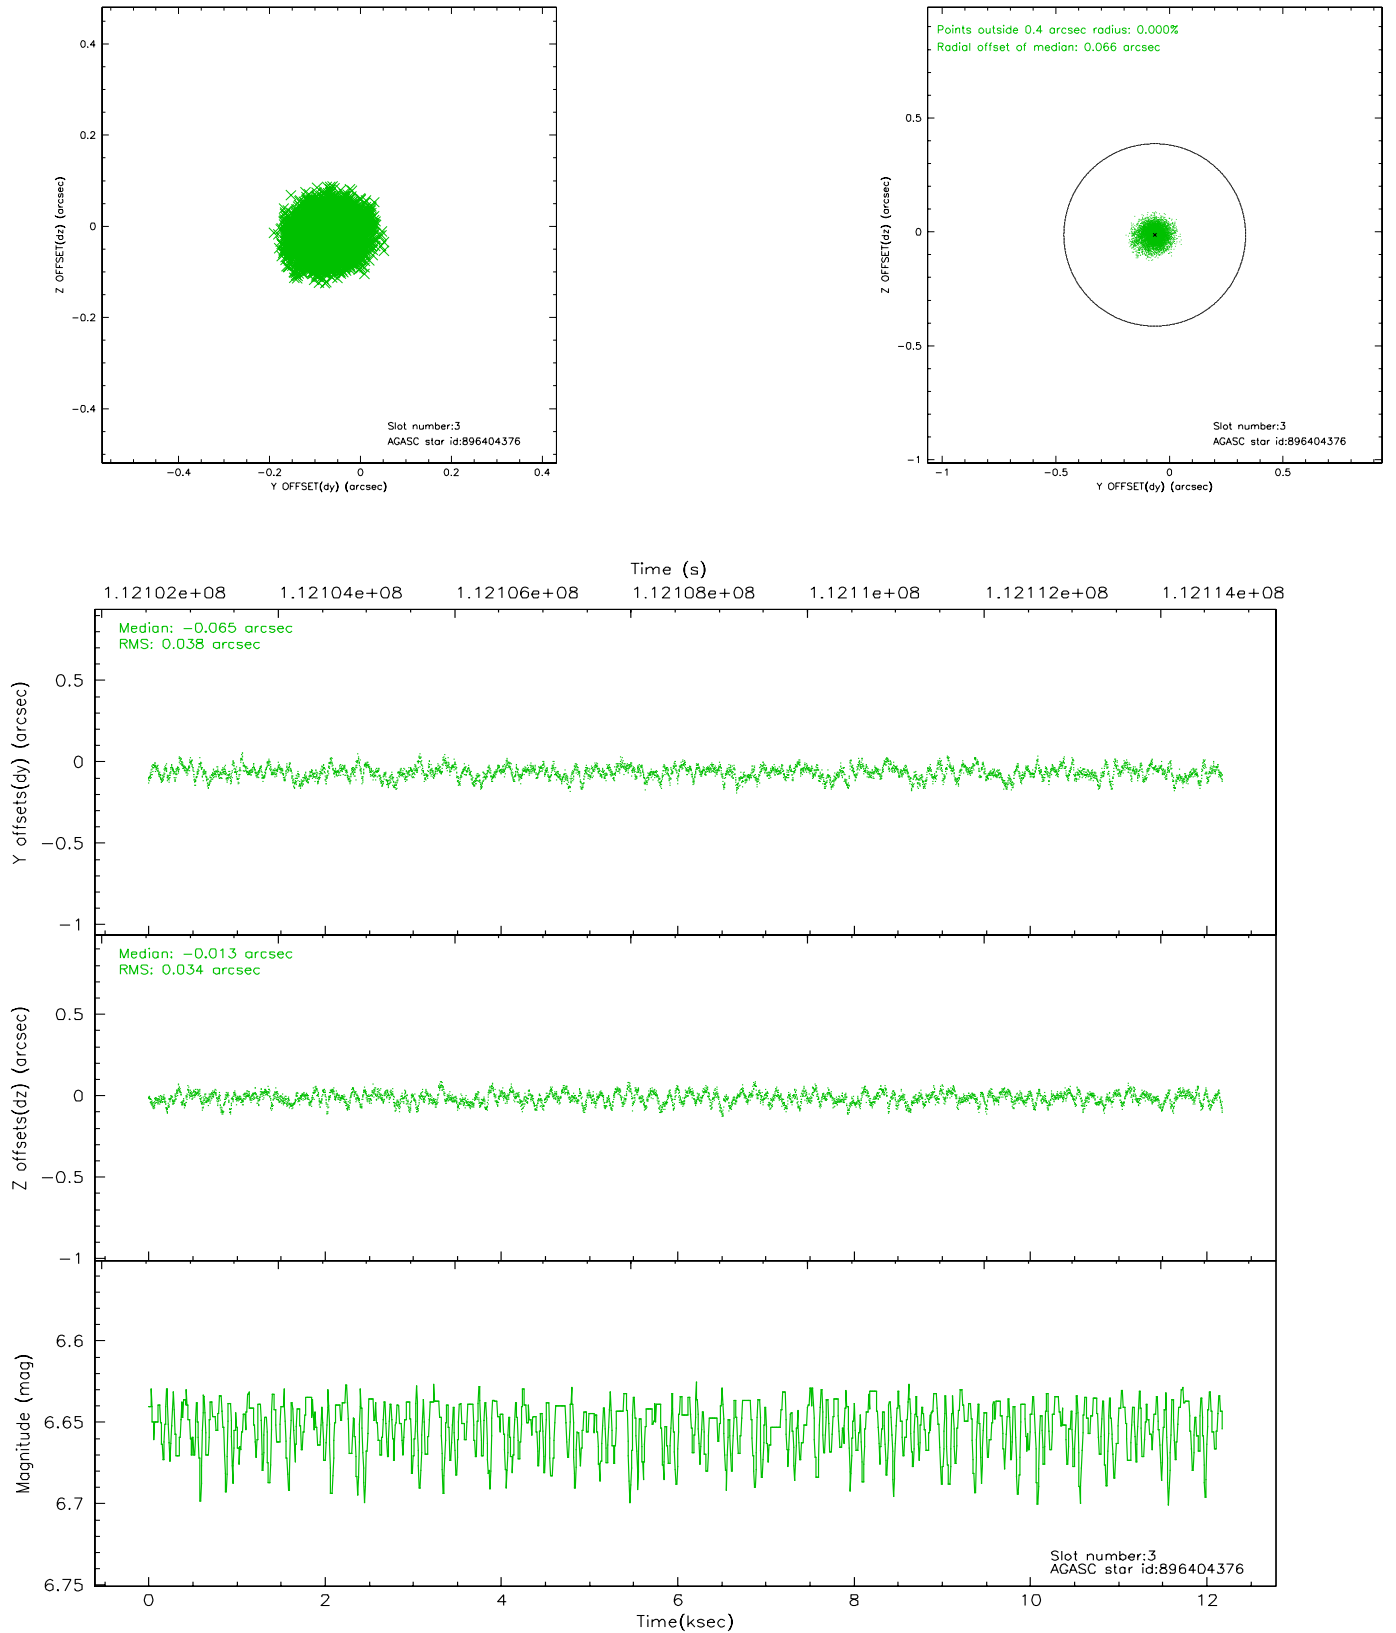 0.4
0.2
0
−0.2
−0.4
Z OFFSET(dz) (arcsec)
Slot number:3
AGASC star id:896404376
−0.4 −0.2 0 0.2 0.4
Y OFFSET(dy) (arcsec)
Points outside 0.4 arcsec radius: 0.000%
Radial offset of median: 0.066 arcsec
0.5
0
−0.5
−1
Z OFFSET(dz) (arcsec)
Slot number:3
AGASC star id:896404376
−1 −0.5 0 0.5
Y OFFSET(dy) (arcsec)
Time (s)
1.12102e+08 1.12104e+08 1.12106e+08 1.12108e+08 1.1211e+08 1.12112e+08 1.12114e+08
Median: −0.065 arcsec
RMS: 0.038 arcsec
0.5
0
−0.5
−1
Y offsets(dy) (arcsec)
Median: −0.013 arcsec
RMS: 0.034 arcsec
0.5
0
−0.5
−1
Z offsets(dz) (arcsec)
6.6
6.65
6.7
6.75
Magnitude (mag)
Slot number:3
AGASC star id:896404376
0 2 4 6 8 10 12
Time(ksec)